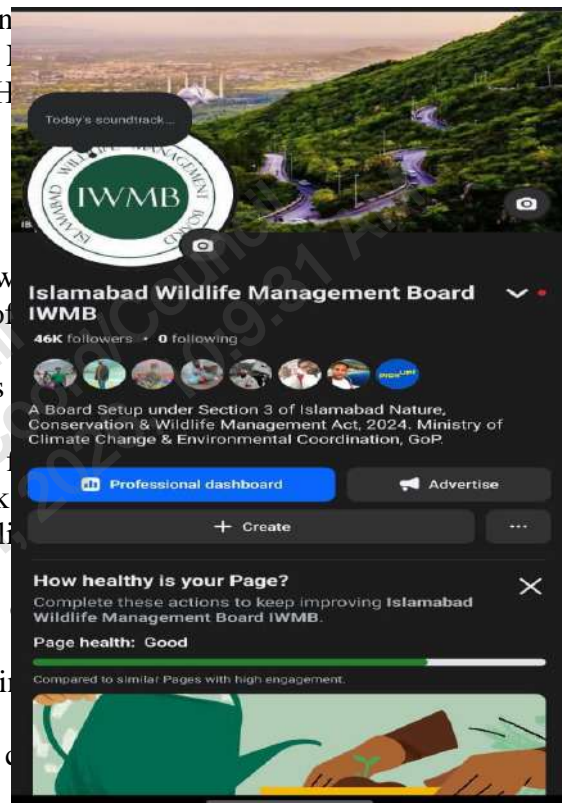 Today's soundtrack...
ISLAMABAD WILDLIFE MANAGEMENT BOARD
IWMB
Islamabad Wildlife Management Board
IWMB
46K followers • 0 following
A Board Setup under Section 3 of Islamabad Nature,
Conservation & Wildlife Management Act, 2024. Ministry of
Climate Change & Environmental Coordination, GoP.
Professional dashboard
Advertise
+ Create
...
How healthy is your Page?
Complete these actions to keep improving Islamabad
Wildlife Management Board IWMB.
Page health: Good
Compared to similar Pages with high engagement.